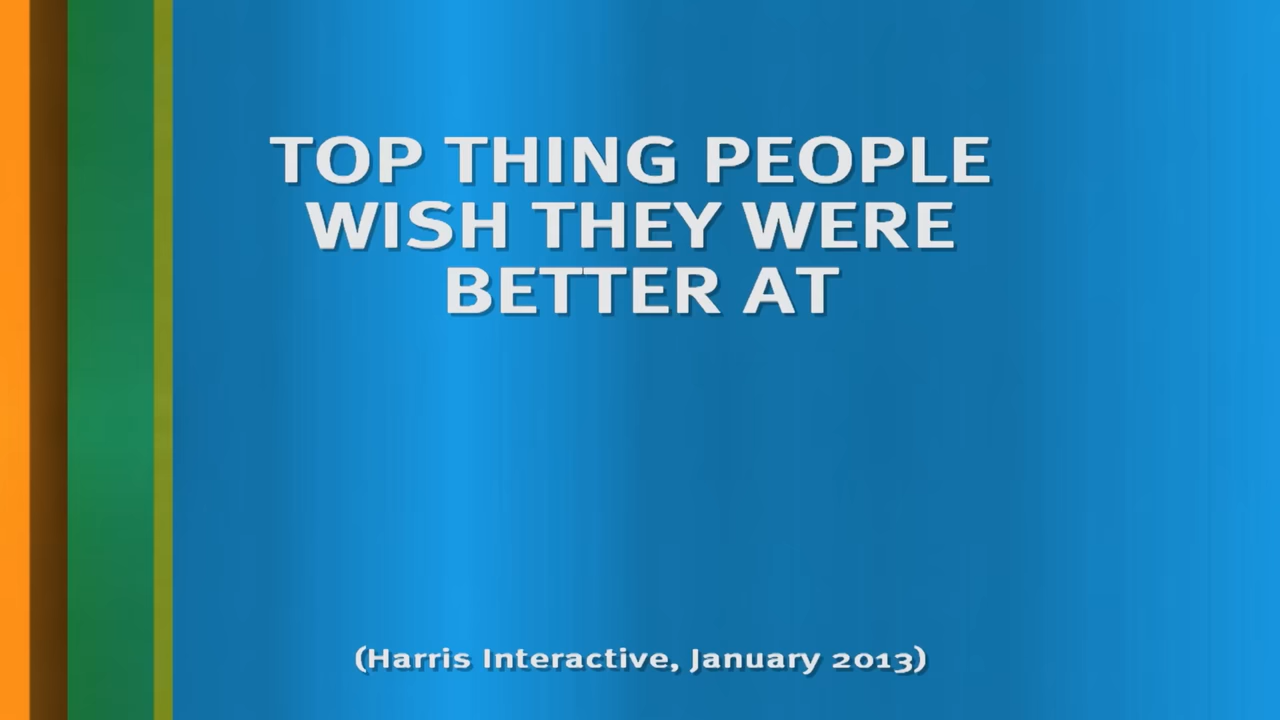 TOP THING PEOPLE
WISH THEY WERE
BETTER AT
(Harris Interactive, January 2013)